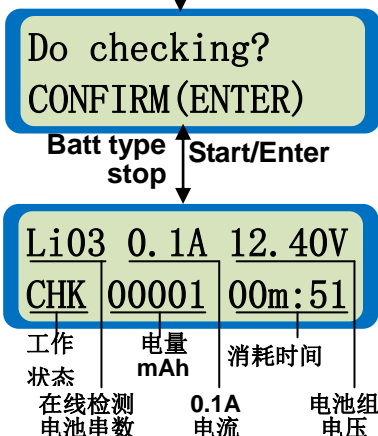 Do checking?
CONFIRM(ENTER)
Batt type
stop
Start/Enter
Li03 0.1A 12.40V
CHK 00001 00m:51
工作
状态
电量
mAh
消耗时间
在线检测
电池串数
0.1A
电流
电池组
电压